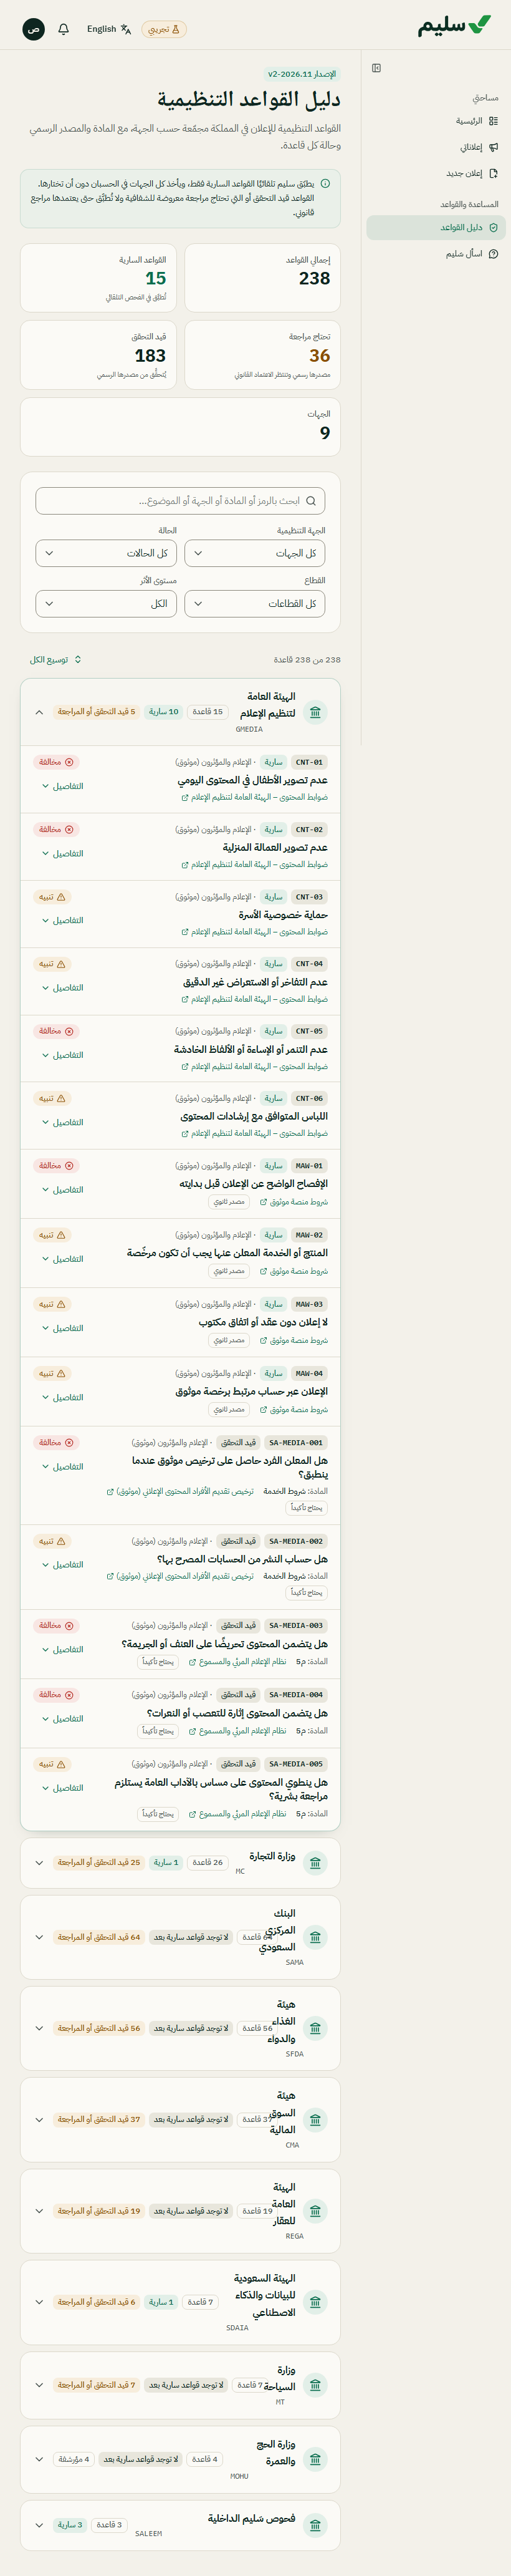 سليم
تجريبي
English
ص
مساحتي
الرئيسية
إعلاناتي
إعلان جديد
المساعدة والقواعد
دليل القواعد
اسأل سليم
الإصدار 2026.11-v2
دليل القواعد التنظيمية
القواعد التنظيمية للإعلان في المملكة مجمّعة حسب الجهة، مع المادة والمصدر الرسمي
وحالة كل قاعدة.
يطبّق سليم تلقائيًا القواعد السارية فقط، ويأخذ كل الجهات في الحسبان دون أن تختارها.
القواعد قيد التحقق أو التي تحتاج مراجعة معروضة للشفافية ولا تُطبَّق حتى يعتمدها مراجع
قانوني.
إجمالي القواعد
238
القواعد السارية
15
تُطبَّق في الفحص التلقائي
تحتاج مراجعة
36
مصدرها رسمي وتنتظر الاعتماد القانوني
قيد التحقق
183
يُتحقَّق من مصدرها الرسمي
الجهات
9
ابحث بالرمز أو المادة أو الجهة أو الموضوع...
الجهة التنظيمية
كل الجهات
الحالة
كل الحالات
القطاع
كل القطاعات
مستوى الأثر
الكل
238 من 238 قاعدة
توسيع الكل
الهيئة العامة
لتنظيم الإعلام
GMEDIA
15 قاعدة
10 سارية
5 قيد التحقق أو المراجعة
CNT-01 سارية · الإعلام والمؤثرون (موثوق) مخالفة
عدم تصوير الأطفال في المحتوى اليومي التفاصيل
ضوابط المحتوى – الهيئة العامة لتنظيم الإعلام
CNT-02 سارية · الإعلام والمؤثرون (موثوق) مخالفة
عدم تصوير العمالة المنزلية التفاصيل
ضوابط المحتوى – الهيئة العامة لتنظيم الإعلام
CNT-03 سارية · الإعلام والمؤثرون (موثوق) تنبيه
حماية خصوصية الأسرة التفاصيل
ضوابط المحتوى – الهيئة العامة لتنظيم الإعلام
CNT-04 سارية · الإعلام والمؤثرون (موثوق) تنبيه
عدم التفاخر أو الاستعراض غير الدقيق التفاصيل
ضوابط المحتوى – الهيئة العامة لتنظيم الإعلام
CNT-05 سارية · الإعلام والمؤثرون (موثوق) مخالفة
عدم التنمر أو الإساءة أو الألفاظ الخادشة التفاصيل
ضوابط المحتوى – الهيئة العامة لتنظيم الإعلام
CNT-06 سارية · الإعلام والمؤثرون (موثوق) تنبيه
اللباس المتوافق مع إرشادات المحتوى التفاصيل
ضوابط المحتوى – الهيئة العامة لتنظيم الإعلام
MAW-01 سارية · الإعلام والمؤثرون (موثوق) مخالفة
الإفصاح الواضح عن الإعلان قبل بدايته التفاصيل
شروط منصة موثوق مصدر ثانوي
MAW-02 سارية · الإعلام والمؤثرون (موثوق) تنبيه
المنتج أو الخدمة المعلن عنها يجب أن تكون مرخّصة التفاصيل
شروط منصة موثوق مصدر ثانوي
MAW-03 سارية · الإعلام والمؤثرون (موثوق) تنبيه
لا إعلان دون عقد أو اتفاق مكتوب التفاصيل
شروط منصة موثوق مصدر ثانوي
MAW-04 سارية · الإعلام والمؤثرون (موثوق) تنبيه
الإعلان عبر حساب مرتبط برخصة موثوق التفاصيل
شروط منصة موثوق مصدر ثانوي
SA-MEDIA-001 قيد التحقق · الإعلام والمؤثرون (موثوق) مخالفة
هل المعلن الفرد حاصل على ترخيص موثوق عندما
ينطبق؟ التفاصيل
المادة: شروط الخدمة ترخيص تقديم الأفراد المحتوى الإعلاني (موثوق)
يحتاج تأكيداً
SA-MEDIA-002 قيد التحقق · الإعلام والمؤثرون (موثوق) تنبيه
هل حساب النشر من الحسابات المصرح بها؟ التفاصيل
المادة: شروط الخدمة ترخيص تقديم الأفراد المحتوى الإعلاني (موثوق)
يحتاج تأكيداً
SA-MEDIA-003 قيد التحقق · الإعلام والمؤثرون (موثوق) مخالفة
هل يتضمن المحتوى تحريضًا على العنف أو الجريمة؟ التفاصيل
المادة: م5 نظام الإعلام المرئي والمسموع يحتاج تأكيداً
SA-MEDIA-004 قيد التحقق · الإعلام والمؤثرون (موثوق) مخالفة
هل يتضمن المحتوى إثارة للتعصب أو النعرات؟ التفاصيل
المادة: م5 نظام الإعلام المرئي والمسموع يحتاج تأكيداً
SA-MEDIA-005 قيد التحقق · الإعلام والمؤثرون (موثوق) تنبيه
هل ينطوي المحتوى على مساس بالآداب العامة يستلزم
مراجعة بشرية؟ التفاصيل
المادة: م5 نظام الإعلام المرئي والمسموع يحتاج تأكيداً
وزارة التجارة
MC
26 قاعدة
1 سارية
25 قيد التحقق أو المراجعة
البنك
المركزي
السعودي
SAMA
64 قاعدة
لا توجد قواعد سارية بعد
64 قيد التحقق أو المراجعة
هيئة
الغذاء
والدواء
SFDA
56 قاعدة
لا توجد قواعد سارية بعد
56 قيد التحقق أو المراجعة
هيئة
السوق
المالية
CMA
37 قاعدة
لا توجد قواعد سارية بعد
37 قيد التحقق أو المراجعة
الهيئة
العامة
للعقار
REGA
19 قاعدة
لا توجد قواعد سارية بعد
19 قيد التحقق أو المراجعة
الهيئة السعودية
للبيانات والذكاء
الاصطناعي
SDAIA
7 قاعدة
1 سارية
6 قيد التحقق أو المراجعة
وزارة
السياحة
MT
7 قاعدة
لا توجد قواعد سارية بعد
7 قيد التحقق أو المراجعة
وزارة الحج
والعمرة
MOHU
4 قاعدة
لا توجد قواعد سارية بعد
4 مؤرشفة
فحوص سليم الداخلية
SALEEM
3 قاعدة
3 سارية